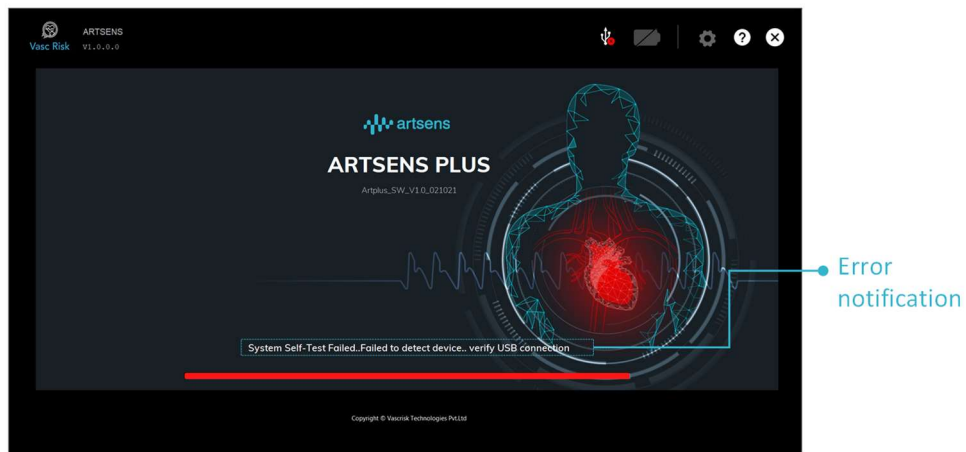 Vasc Risk
ARTSENS
V1.0.0.0
artsens
ARTSENS PLUS
Artplus_SW_V1.0_021021
System Self-Test Failed..Failed to detect device.. verify USB connection
Copyright © Vascrisk Technologies Pvt.Ltd
Error
notification